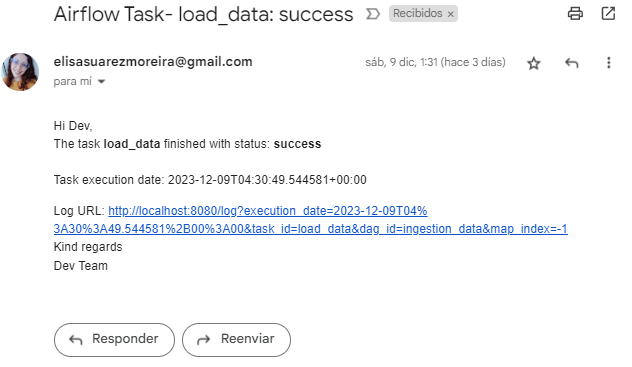 Airflow Task- load_data: success Recibidos ×
elisasuarezmoreira@gmail.com sáb, 9 dic, 1:31 (hace 3 días)
para mí
Hi Dev,
The task load_data finished with status: success
Task execution date: 2023-12-09T04:30:49.544581+00:00
Log URL: http://localhost:8080/log?execution_date=2023-12-09T04%
3A30%3A49.544581%2B00%3A00&task_id=load_data&dag_id=ingestion_data&map_index=-1
Kind regards
Dev Team
Responder Reenviar